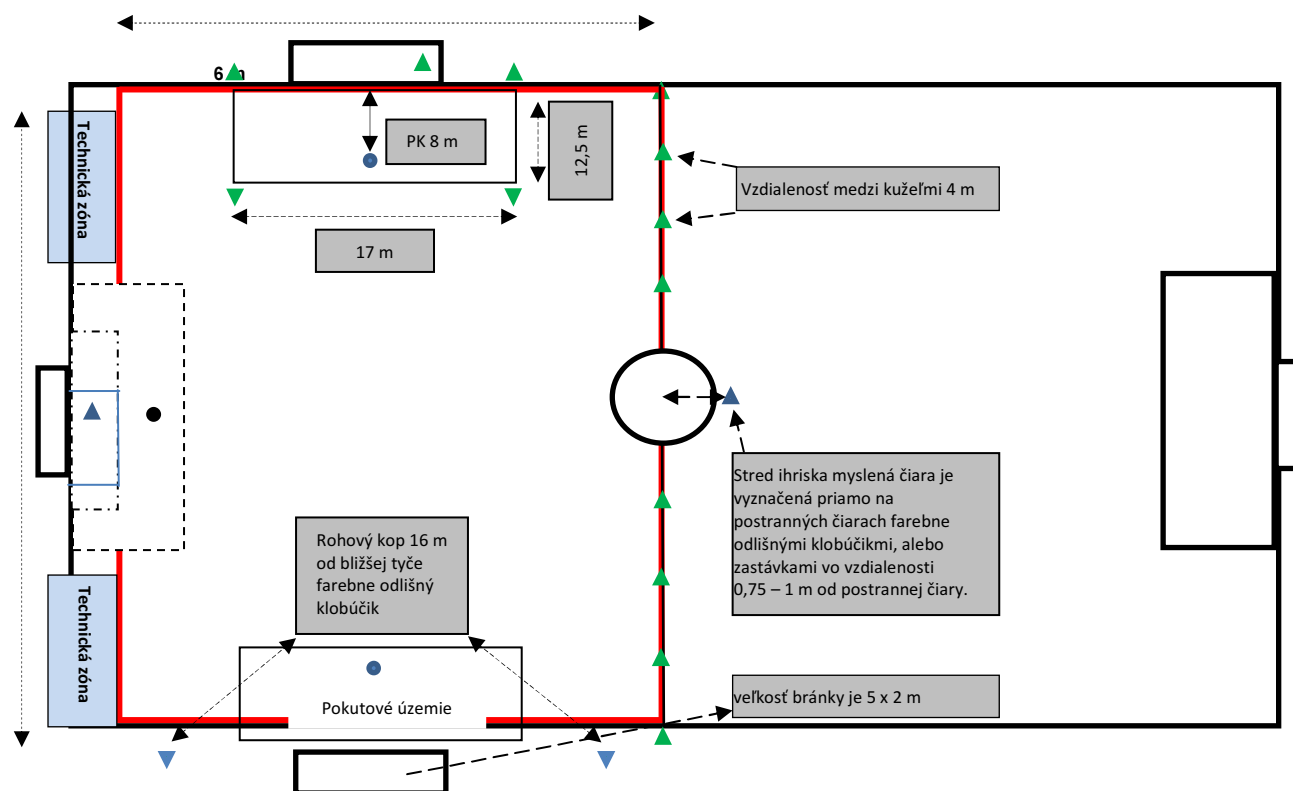 6 m
Technická zóna
PK 8 m
12,5 m
17 m
Vzdialenosť medzi kužeľmi 4 m
Stred ihriska myslená čiara je
vyznačená priamo na
postranných čiarach farebne
odlišnými klobúčikmi, alebo
zastávkami vo vzdialenosti
0,75 – 1 m od postrannej čiary.
Rohový kop 16 m
od bližšej tyče
farebne odlišný
klobúčik
Technická zóna
Pokutové územie
veľkosť bránky je 5 x 2 m